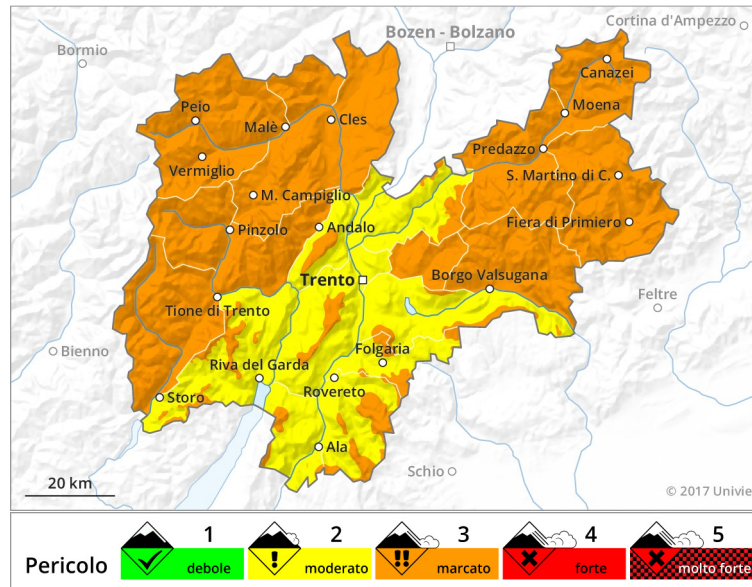 Cortina d'Ampezzo
Bozen - Bolzano
Bormio
Canazei
Peio
Moena
Malè
Cles
Predazzo
Vermiglio
S. Martino di C.
M. Campiglio
Fiera di Primiero
Pinzolo
Andalo
Trento
Borgo Valsugana
Feltre
Tione di Trento
Bienno
Folgaria
Riva del Garda
Rovereto
Storo
Ala
Schio
20 km
© 2017 Univie
1 2 3 4 5
Pericolo debole moderato marcato forte molto forte